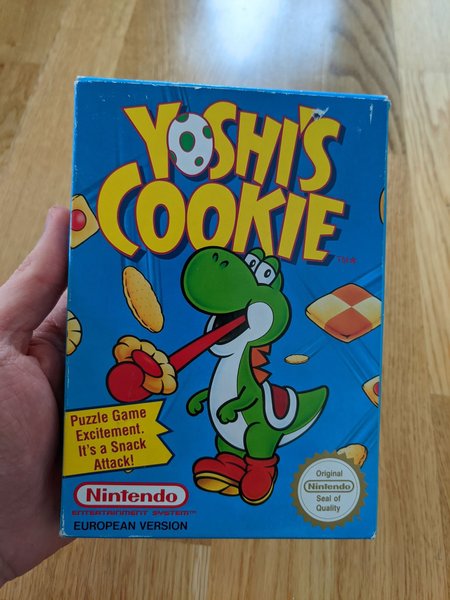 YOSHI'S
COOKIE
TM
Puzzle Game
Excitement.
It's a Snack
Attack!
Nintendo
ENTERTAINMENT SYSTEM™
EUROPEAN VERSION
Original
Nintendo
Seal of
Quality